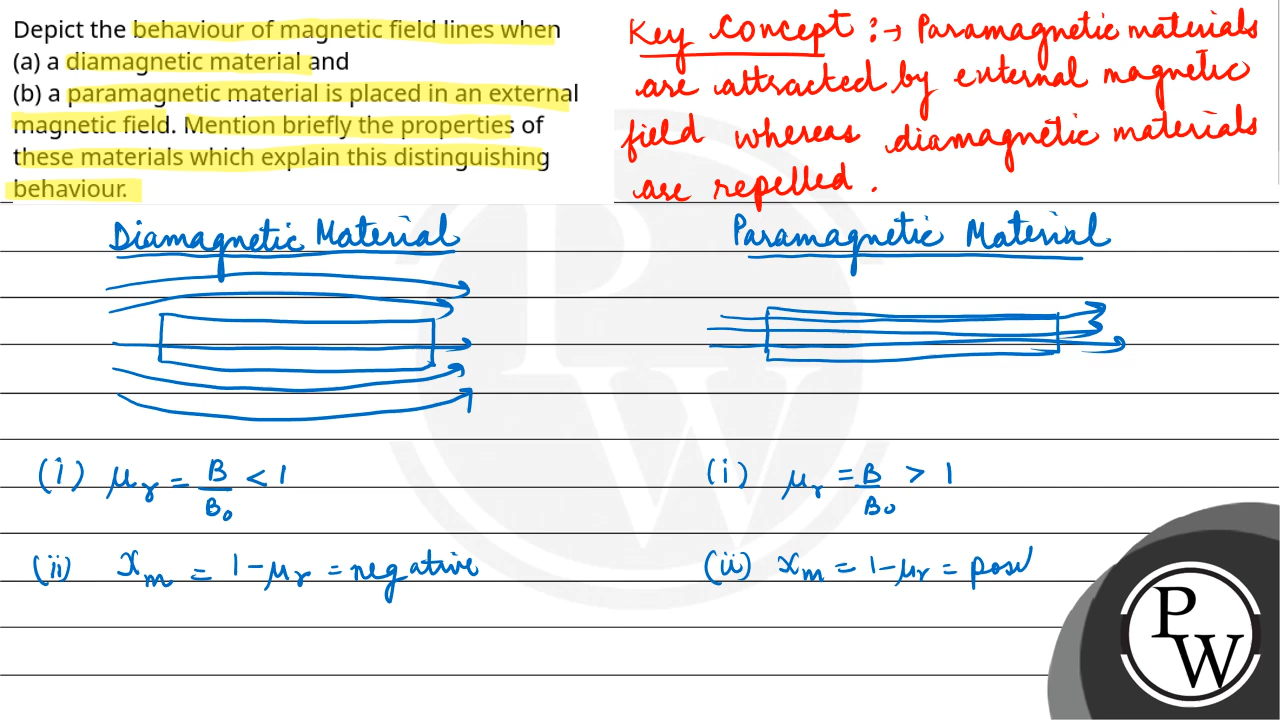 Depict the behaviour of magnetic field lines when
(a) a diamagnetic material and
(b) a paramagnetic material is placed in an external
magnetic field. Mention briefly the properties of
these materials which explain this distinguishing
behaviour.
Key Concept :→ Paramagnetic materials
are attracted by external magnetic
field whereas diamagnetic materials
are repelled.
Diamagnetic Material
Paramagnetic Material
(i) μr = B/B₀ < 1
(i) μr = B/B₀ > 1
(ii) χm = 1-μr = negative
(ii) χm = 1-μr = posi
P
W
P
W